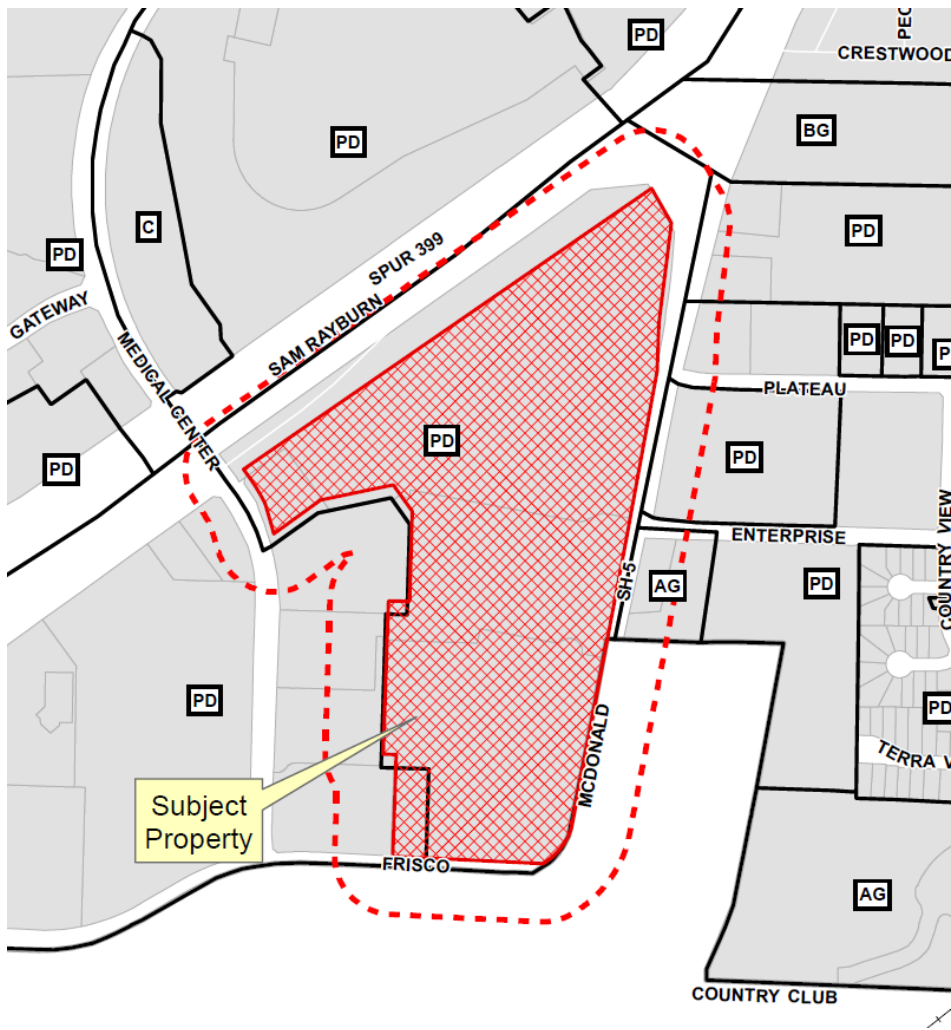 PEC
PD
CRESTWOOD
PD
BG
C
PD
PD
SPUR 399
GATEWAY
SAM RAYBURN
MEDICAL CENTER
PD
PD
P
PLATEAU
PD
PD
PD
COUNTRY VIEW
ENTERPRISE
SH-5
AG
PD
PD
PD
MCDONALD
TERRA V
Subject
Property
FRISCO
AG
COUNTRY CLUB